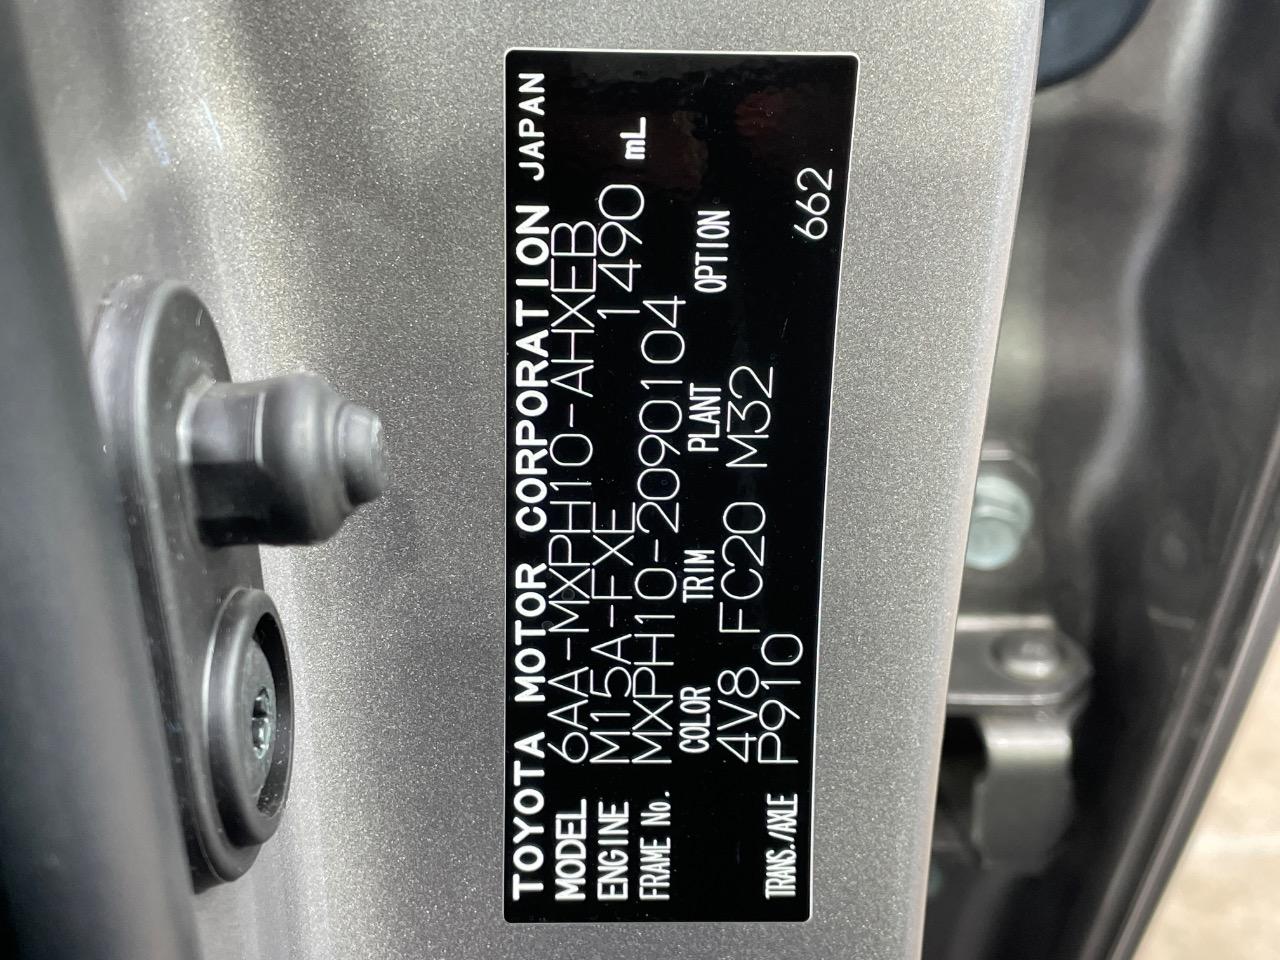 TOYOTA MOTOR CORPORATION JAPAN
MODEL 6AA-MXPH10-AHXEB
ENGINE M15A-FXE 1490 mL
FRAME No. MXPH10-2090104
COLOR TRIM PLANT OPTION
4V8 FC20 M32
TRANS./AXLE P910 662